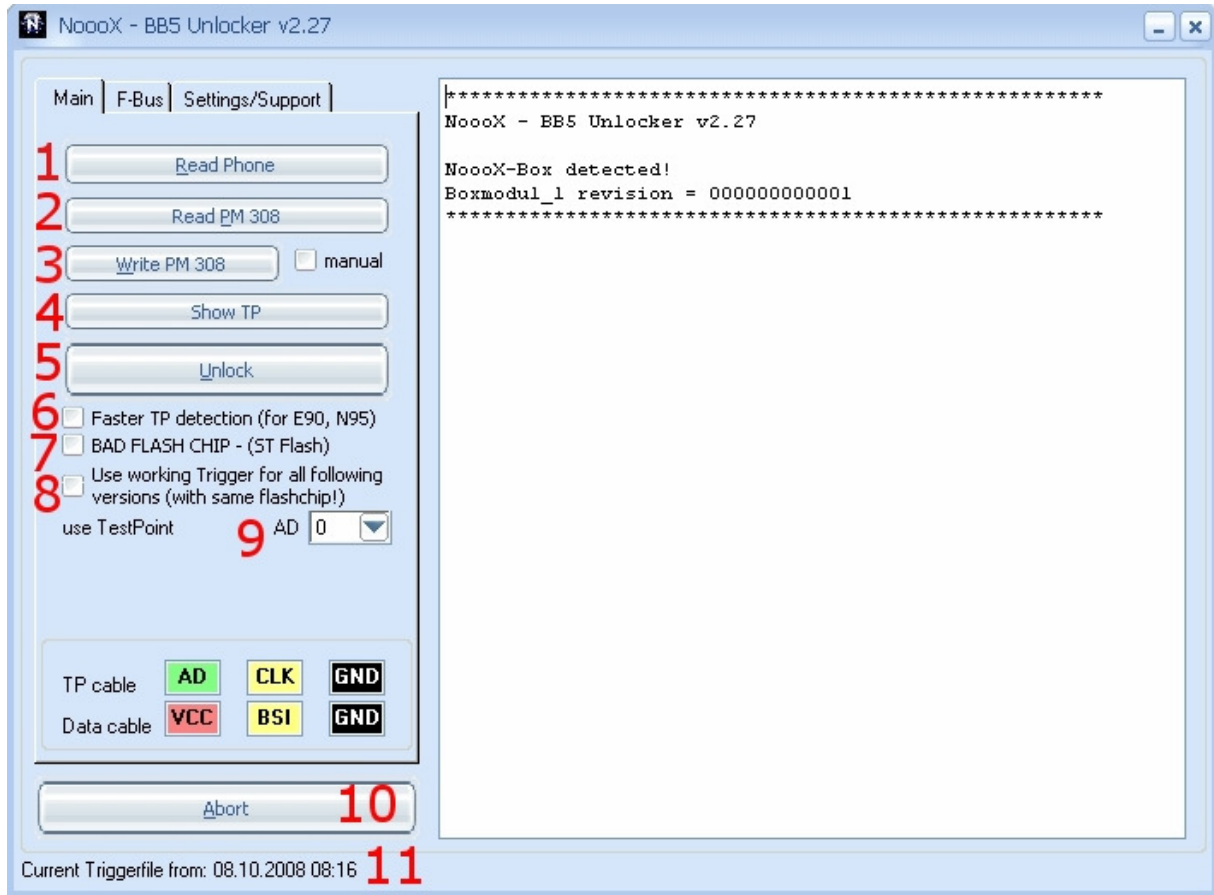 NoooX - BB5 Unlocker v2.27
Main F-Bus Settings/Support
1 Read Phone
2 Read PM 308
3 Write PM 308 manual
4 Show TP
5 Unlock
6 Faster TP detection (for E90, N95)
7 BAD FLASH CHIP - (ST Flash)
8 Use working Trigger for all following
versions (with same flashchip!)
use TestPoint 9 AD 0
TP cable AD CLK GND
Data cable VCC BSI GND
Abort 10
Current Triggerfile from: 08.10.2008 08:16 11
*******************************************************
NoooX - BB5 Unlocker v2.27
NoooX-Box detected!
Boxmodul_1 revision = 000000000001
*******************************************************